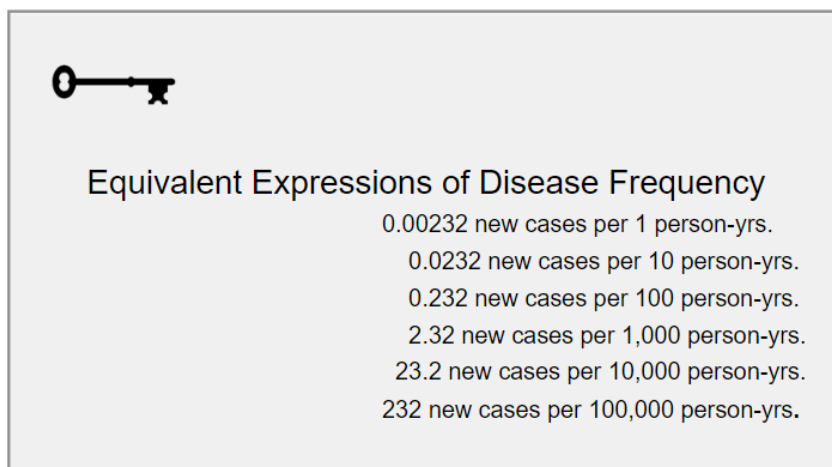 Equivalent Expressions of Disease Frequency
0.00232 new cases per 1 person-yrs.
0.0232 new cases per 10 person-yrs.
0.232 new cases per 100 person-yrs.
2.32 new cases per 1,000 person-yrs.
23.2 new cases per 10,000 person-yrs.
232 new cases per 100,000 person-yrs.